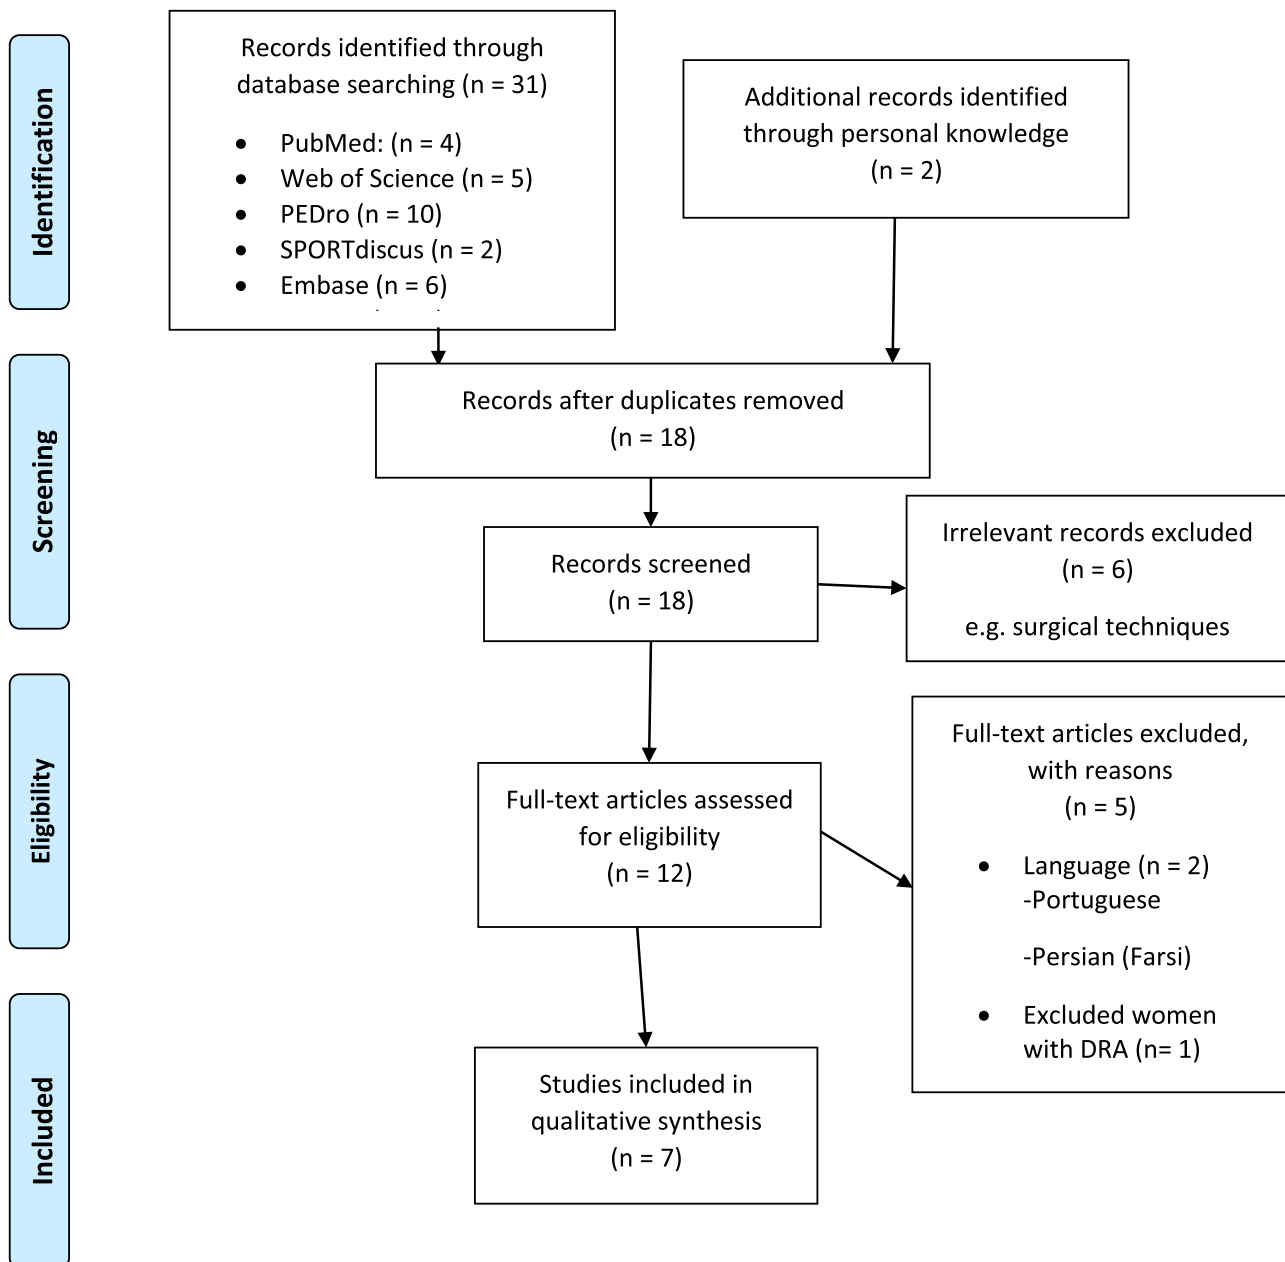 Identification
Records identified through
database searching (n = 31)
• PubMed: (n = 4)
• Web of Science (n = 5)
• PEDro (n = 10)
• SPORTdiscus (n = 2)
• Embase (n = 6)
Additional records identified
through personal knowledge
(n = 2)
Screening
Records after duplicates removed
(n = 18)
Records screened
(n = 18)
Irrelevant records excluded
(n = 6)
e.g. surgical techniques
Eligibility
Full-text articles assessed
for eligibility
(n = 12)
Full-text articles excluded,
with reasons
(n = 5)
• Language (n = 2)
-Portuguese
-Persian (Farsi)
• Excluded women
with DRA (n= 1)
Included
Studies included in
qualitative synthesis
(n = 7)